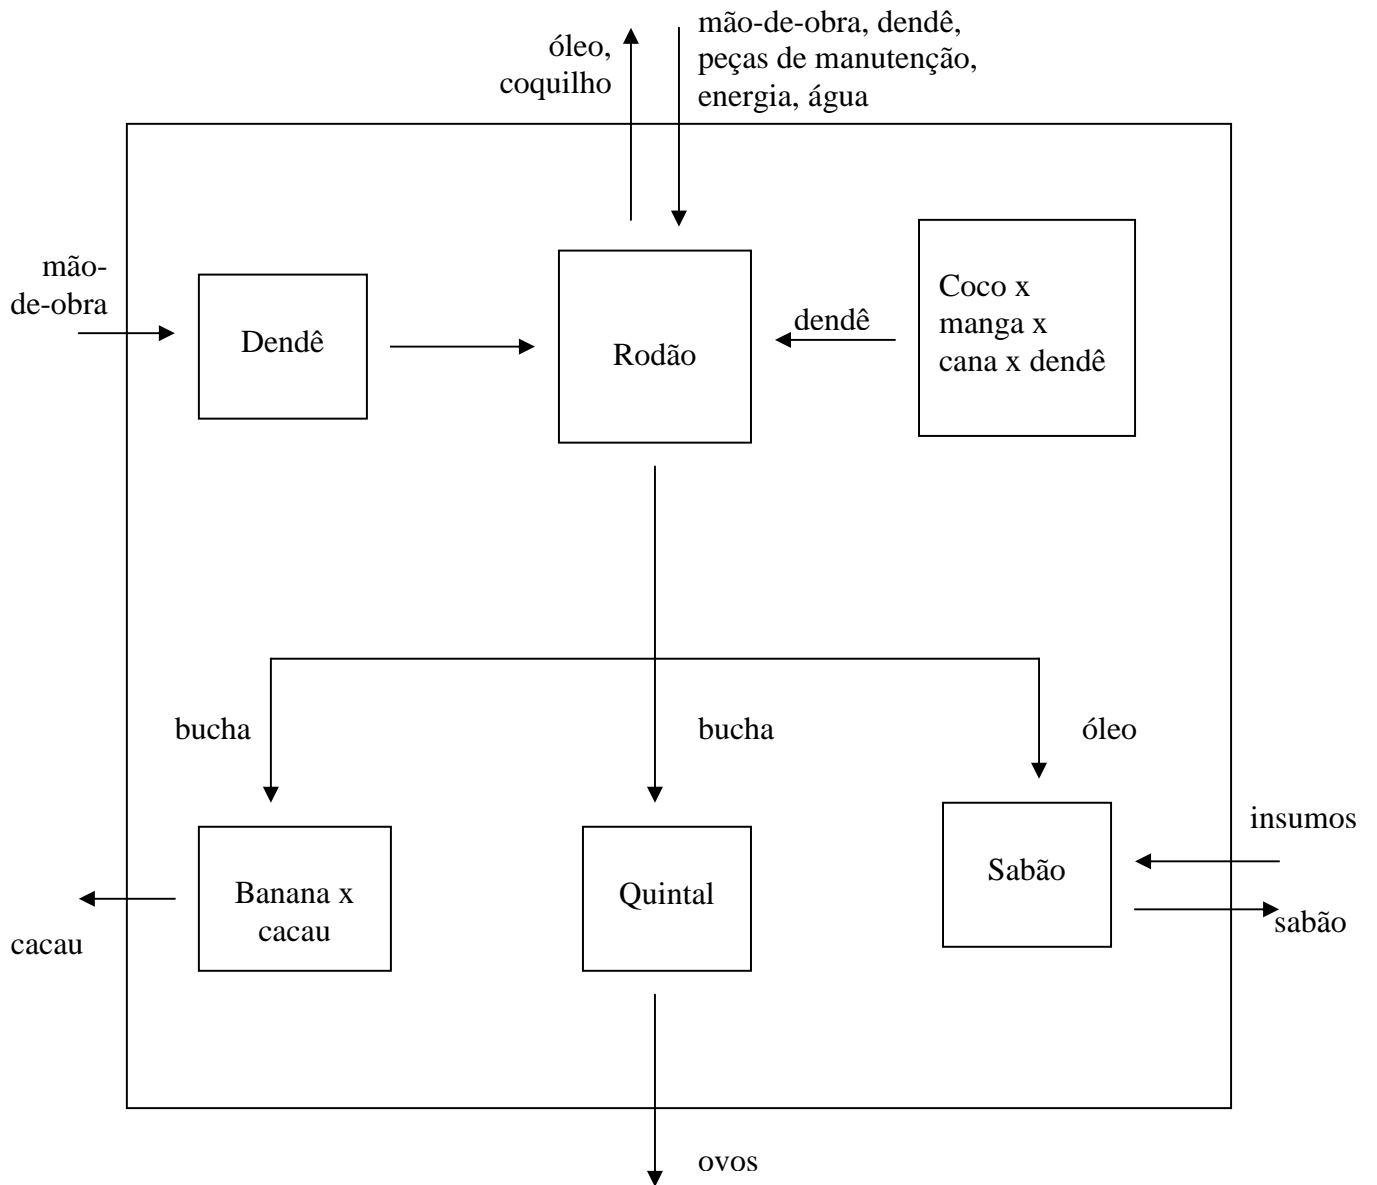 mão-de-obra, dendê,
peças de manutenção,
energia, água
óleo,
coquilho
mão-
de-obra
Dendê
Rodão
dendê
Coco x
manga x
cana x dendê
bucha
bucha
óleo
Banana x
cacau
Quintal
Sabão
insumos
sabão
cacau
ovos